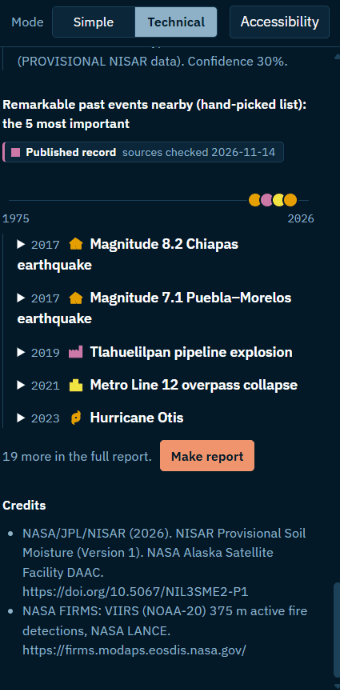 Mode Simple Technical Accessibility
(PROVISIONAL NISAR data). Confidence 30%.
Remarkable past events nearby (hand-picked list):
the 5 most important
Published record sources checked 2026-11-14
1975 2026
2017 Magnitude 8.2 Chiapas
earthquake
2017 Magnitude 7.1 Puebla–Morelos
earthquake
2019 Tlahuelilpan pipeline explosion
2021 Metro Line 12 overpass collapse
2023 Hurricane Otis
19 more in the full report. Make report
Credits
NASA/JPL/NISAR (2026). NISAR Provisional Soil
Moisture (Version 1). NASA Alaska Satellite
Facility DAAC.
https://doi.org/10.5067/NIL3SME2-P1
NASA FIRMS: VIIRS (NOAA-20) 375 m active fire
detections, NASA LANCE.
https://firms.modaps.eosdis.nasa.gov/